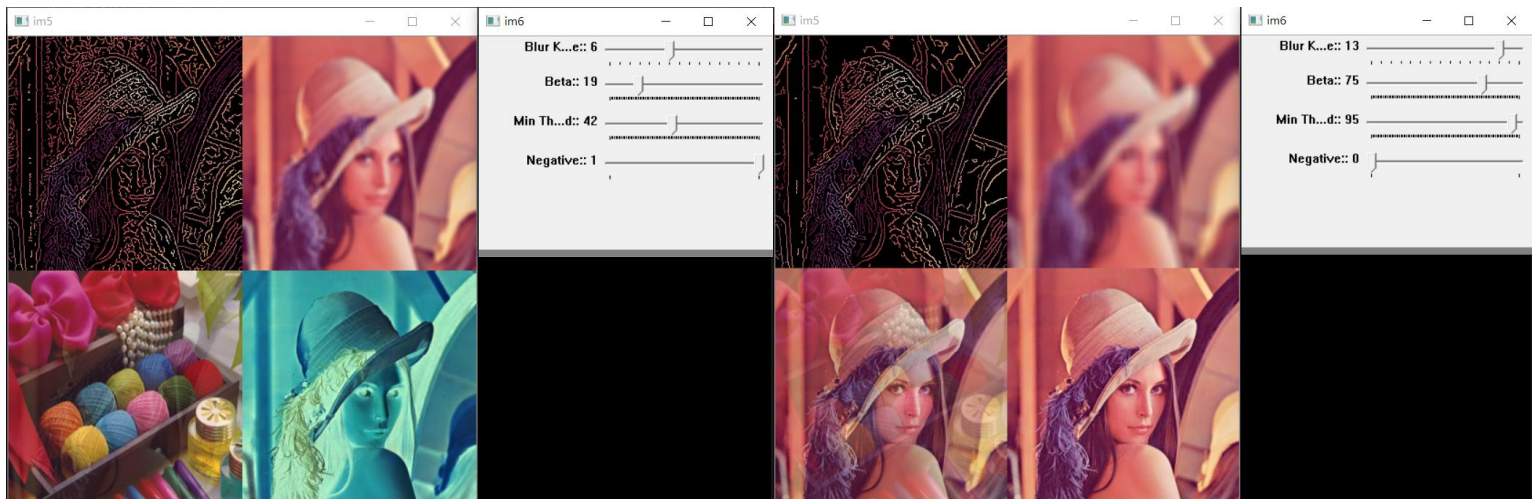 im5
im6
Blur K...e:: 6
Beta:: 19
Min Th...d:: 42
Negative:: 1
im5
im6
Blur K...e:: 13
Beta:: 75
Min Th...d:: 95
Negative:: 0